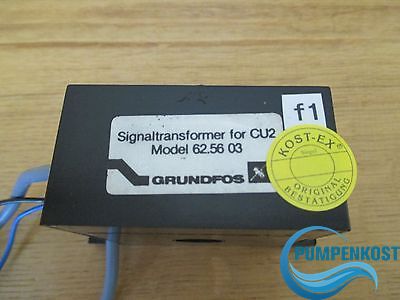 f1
Signaltransformer for CU2
Model 62.56 03
GRUNDFOS
KOST-EX
ORIGINAL
BESTÄTIGUNG
PUMPENKOST